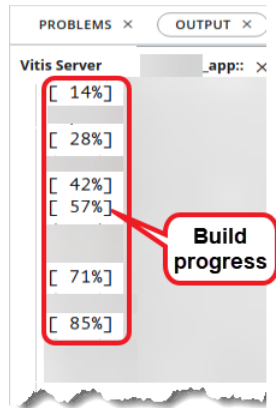 PROBLEMS × OUTPUT ×
Vitis Server _app:: ×
[ 14%]
[ 28%]
[ 42%]
[ 57%]
Build
progress
[ 71%]
[ 85%]